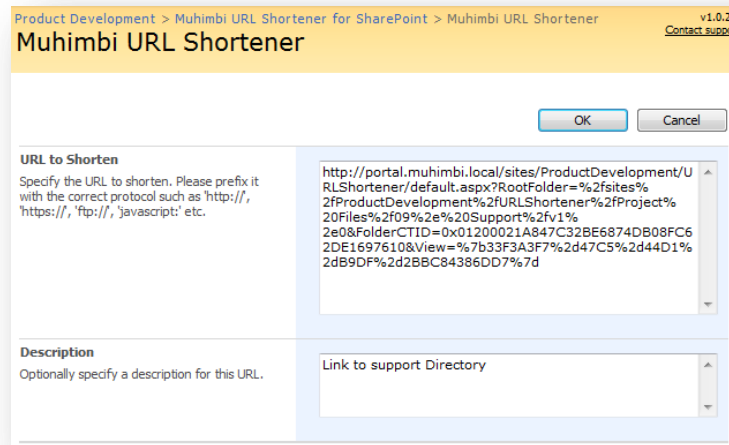 Product Development > Muhimbi URL Shortener for SharePoint > Muhimbi URL Shortener
v1.0.2
Muhimbi URL Shortener
Contact suppo
OK
Cancel
URL to Shorten
Specify the URL to shorten. Please prefix it
with the correct protocol such as 'http://',
'https://', 'ftp://', 'javascript:' etc.
http://portal.muhimbi.local/sites/ProductDevelopment/U
RLShortener/default.aspx?RootFolder=%2fsites%
2fProductDevelopment%2fURLShortener%2fProject%
20Files%2f09%2e%20Support%2fv1%
2e0&FolderCTID=0x01200021A847C32BE6874DB08FC6
2DE1697610&View=%7b33F3A3F7%2d47C5%2d44D1%
2dB9DF%2d2BBC84386DD7%7d
Description
Optionally specify a description for this URL.
Link to support Directory